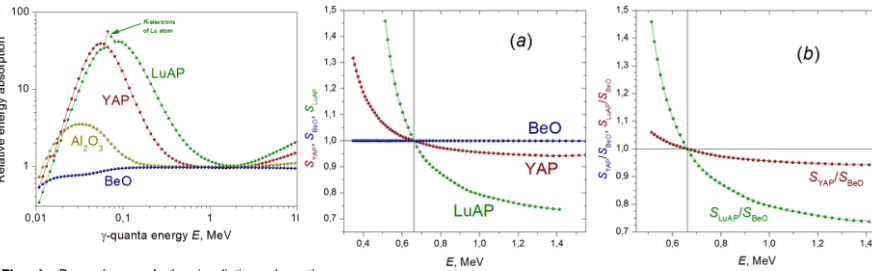 Relative energy absorption
100
10
1
K-electrons
of Lu atom
LuAP
YAP
Al2O3
BeO
0,01
0,1
1
10
γ-quanta energy E, MeV
SYAP, SBeO, SLuAP
1,5
1,4
1,3
1,2
1,1
1,0
0,9
0,8
0,7
(a)
BeO
YAP
LuAP
0,4
0,6
0,8
1,0
1,2
1,4
E, MeV
SYAP/SBeO, SLuAP/SBeO
1,5
1,4
1,3
1,2
1,1
1,0
0,9
0,8
0,7
(b)
SYAP/SBeO
SLuAP/SBeO
0,4
0,6
0,8
1,0
1,2
1,4
E, MeV